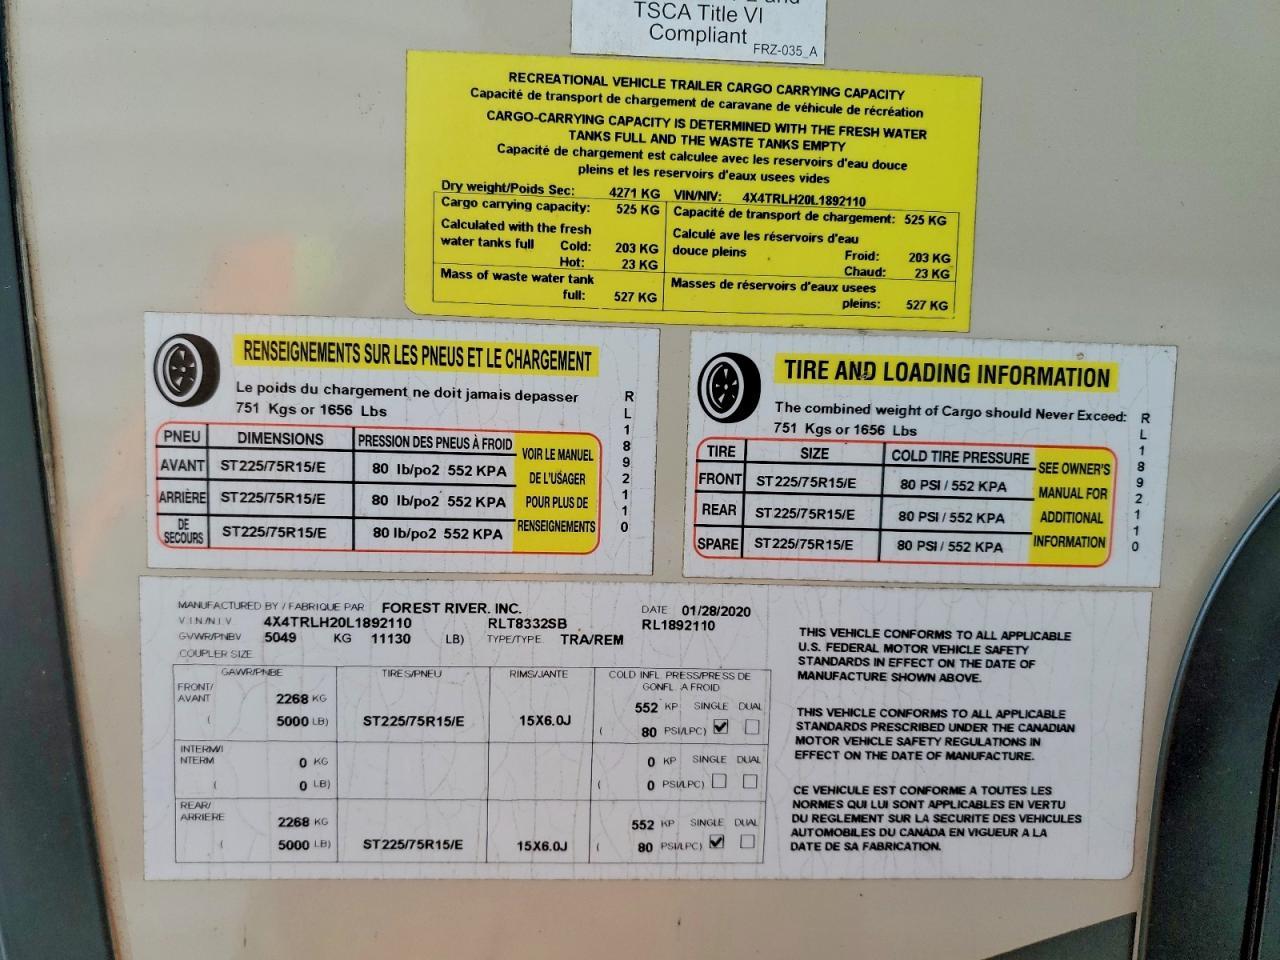 TSCA Title VI
Compliant
FRZ-035_A
RECREATIONAL VEHICLE TRAILER CARGO CARRYING CAPACITY
Capacité de transport de chargement de caravane de véhicule de récréation
CARGO-CARRYING CAPACITY IS DETERMINED WITH THE FRESH WATER
TANKS FULL AND THE WASTE TANKS EMPTY
Capacité de chargement est calculee avec les reservoirs d'eau douce
pleins et les reservoirs d'eaux usees vides
Dry weight/Poids Sec: 4271 KG VIN/NIV: 4X4TRLH20L1892110
Cargo carrying capacity: 525 KG
Calculated with the fresh
water tanks full Cold: 203 KG
Hot: 23 KG
Mass of waste water tank
full: 527 KG
Capacité de transport de chargement: 525 KG
Calculé ave les réservoirs d'eau
douce pleins Froid: 203 KG
Chaud: 23 KG
Masses de réservoirs d'eaux usees
pleins: 527 KG
RENSEIGNEMENTS SUR LES PNEUS ET LE CHARGEMENT
Le poids du chargement ne doit jamais depasser
751 Kgs or 1656 Lbs
PNEU DIMENSIONS PRESSION DES PNEUS À FROID
AVANT ST225/75R15/E 80 lb/po2 552 KPA
ARRIÈRE ST225/75R15/E 80 lb/po2 552 KPA
DE
SECOURS ST225/75R15/E 80 lb/po2 552 KPA
VOIR LE MANUEL
DE L'USAGER
POUR PLUS DE
RENSEIGNEMENTS
RL1892110
TIRE AND LOADING INFORMATION
The combined weight of Cargo should Never Exceed:
751 Kgs or 1656 Lbs
TIRE SIZE COLD TIRE PRESSURE
FRONT ST225/75R15/E 80 PSI / 552 KPA
REAR ST225/75R15/E 80 PSI / 552 KPA
SPARE ST225/75R15/E 80 PSI / 552 KPA
SEE OWNER'S
MANUAL FOR
ADDITIONAL
INFORMATION
RL1892110
MANUFACTURED BY / FABRIQUE PAR FOREST RIVER, INC. DATE 01/28/2020
V I N/N I V 4X4TRLH20L1892110 RLT8332SB RL1892110
GVWR/PNBV 5049 KG 11130 LB) TYPE/TYPE TRA/REM
COUPLER SIZE
GAWR/PNBE TIRES/PNEU RIMS/JANTE COLD INFL. PRESS/PRESS DE
GONFL. A FROID
FRONT/
AVANT 2268 KG 552 KP SINGLE DUAL
( 5000 LB) ST225/75R15/E 15X6.0J ( 80 PSI/LPC)
INTERM/I
NTERM 0 KG 0 KP SINGLE DUAL
( 0 LB) ( 0 PSI/LPC)
REAR/
ARRIERE 2268 KG 552 KP SINGLE DUAL
( 5000 LB) ST225/75R15/E 15X6.0J ( 80 PSI/LPC)
THIS VEHICLE CONFORMS TO ALL APPLICABLE
U.S. FEDERAL MOTOR VEHICLE SAFETY
STANDARDS IN EFFECT ON THE DATE OF
MANUFACTURE SHOWN ABOVE.
THIS VEHICLE CONFORMS TO ALL APPLICABLE
STANDARDS PRESCRIBED UNDER THE CANADIAN
MOTOR VEHICLE SAFETY REGULATIONS IN
EFFECT ON THE DATE OF MANUFACTURE.
CE VEHICULE EST CONFORME A TOUTES LES
NORMES QUI LUI SONT APPLICABLES EN VERTU
DU REGLEMENT SUR LA SECURITE DES VEHICULES
AUTOMOBILES DU CANADA EN VIGUEUR A LA
DATE DE SA FABRICATION.